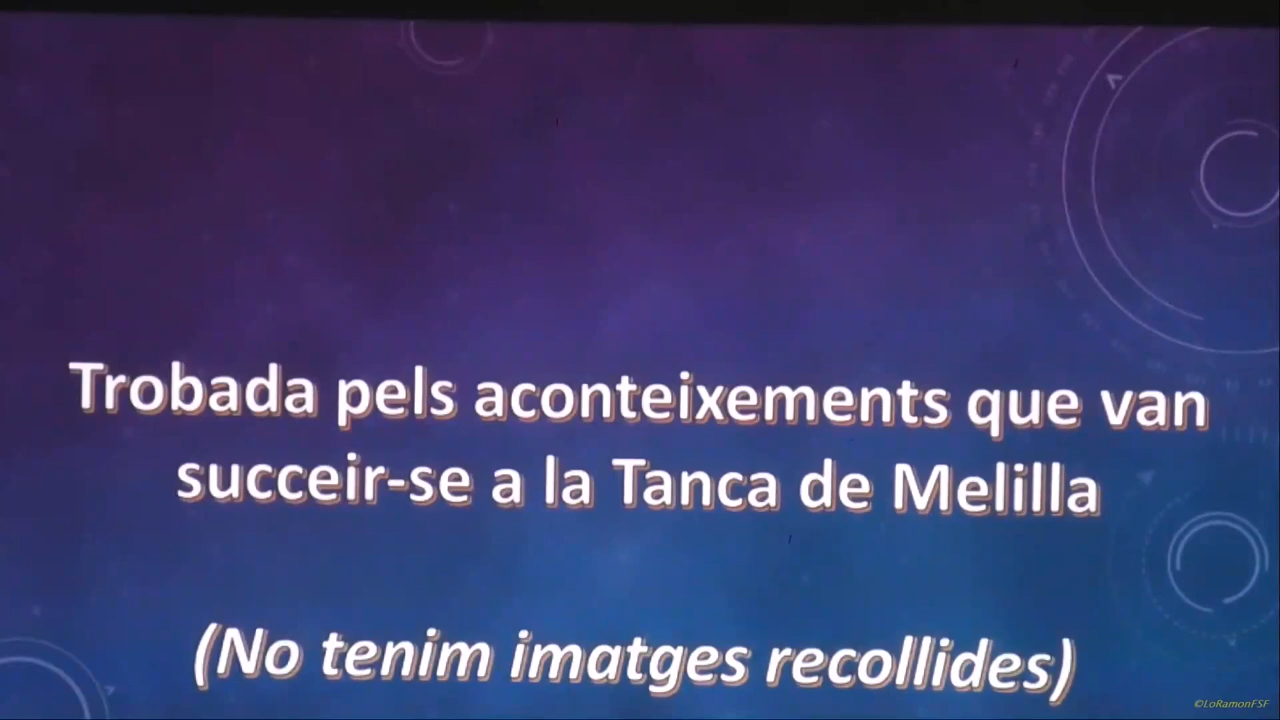 Trobada pels aconteixements que van
succeir-se a la Tanca de Melilla
(No tenim imatges recollides)
©LoRamonFSF